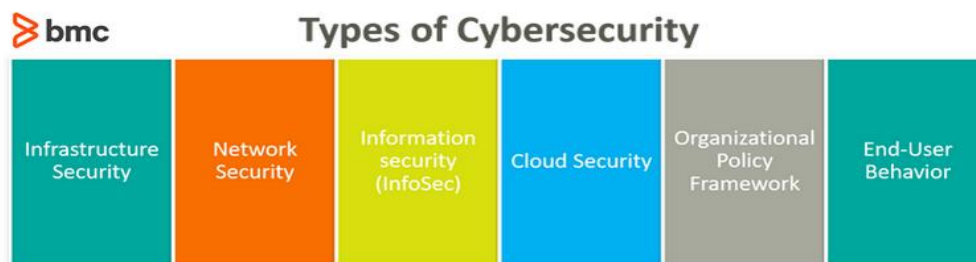 bmc
Types of Cybersecurity
Infrastructure
Security
Network
Security
Information
security
(InfoSec)
Cloud Security
Organizational
Policy
Framework
End-User
Behavior